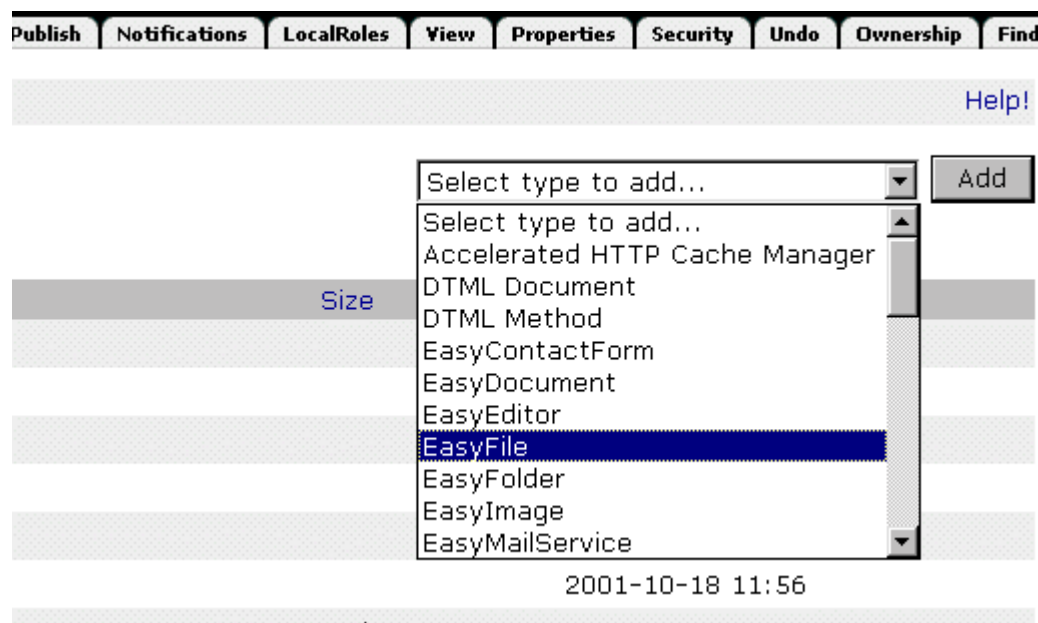 Publish Notifications LocalRoles View Properties Security Undo Ownership Find
Help!
Select type to add... Add
Select type to add...
Accelerated HTTP Cache Manager
Size
DTML Document
DTML Method
EasyContactForm
EasyDocument
EasyEditor
EasyFile
EasyFolder
EasyImage
EasyMailService
2001-10-18 11:56